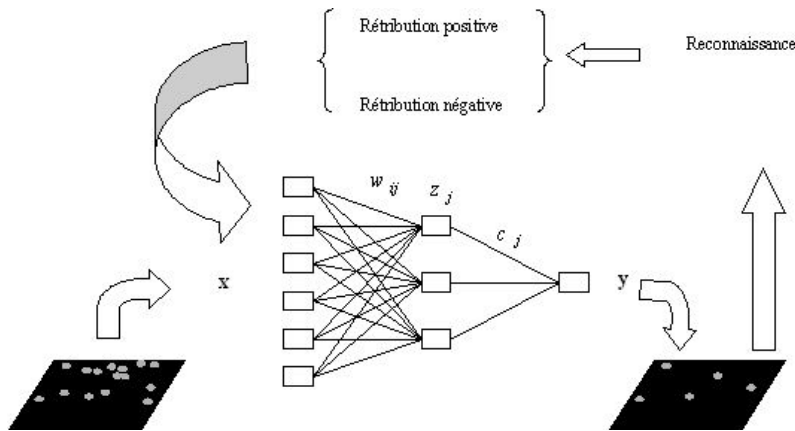 Rétribution positive
Reconnaissance
Rétribution négative
w ij
z j
c j
x
y